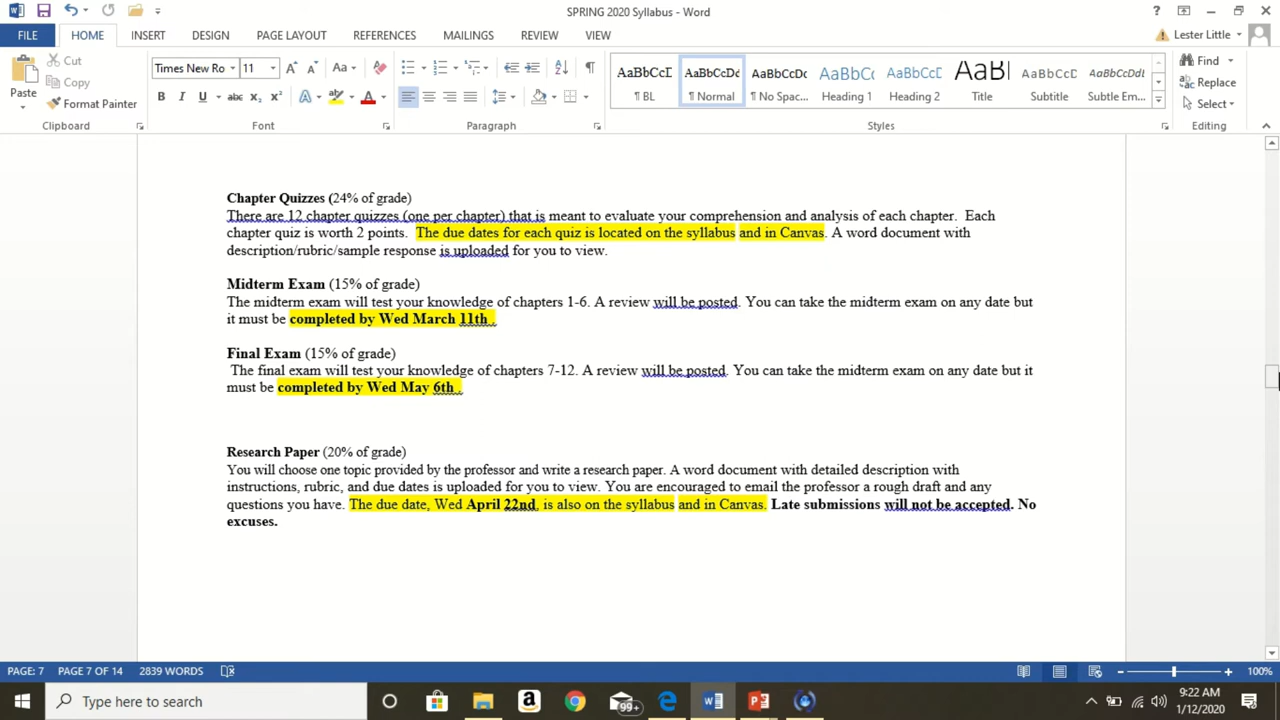 SPRING 2020 Syllabus - Word
FILE HOME INSERT DESIGN PAGE LAYOUT REFERENCES MAILINGS REVIEW VIEW Lester Little
Paste Cut Copy Format Painter
Clipboard
Times New Ro 11 Aa
B I U abc x2 x2 A A
Font
Paragraph
AaBbCcD AaBbCcDd AaBbCcDc AaBbC AaBbCcD AaBl AaBbCcD AaBbCcDdl
¶ BL ¶ Normal ¶ No Spac... Heading 1 Heading 2 Title Subtitle Subtle Em...
Styles
Find
Replace
Select
Editing
Chapter Quizzes (24% of grade)
There are 12 chapter quizzes (one per chapter) that is meant to evaluate your comprehension and analysis of each chapter. Each
chapter quiz is worth 2 points. The due dates for each quiz is located on the syllabus and in Canvas. A word document with
description/rubric/sample response is uploaded for you to view.
Midterm Exam (15% of grade)
The midterm exam will test your knowledge of chapters 1-6. A review will be posted. You can take the midterm exam on any date but
it must be completed by Wed March 11th .
Final Exam (15% of grade)
The final exam will test your knowledge of chapters 7-12. A review will be posted. You can take the midterm exam on any date but it
must be completed by Wed May 6th .
Research Paper (20% of grade)
You will choose one topic provided by the professor and write a research paper. A word document with detailed description with
instructions, rubric, and due dates is uploaded for you to view. You are encouraged to email the professor a rough draft and any
questions you have. The due date, Wed April 22nd, is also on the syllabus and in Canvas. Late submissions will not be accepted. No
excuses.
PAGE: 7 PAGE 7 OF 14 2839 WORDS 100%
Type here to search 99+ 9:22 AM
1/12/2020